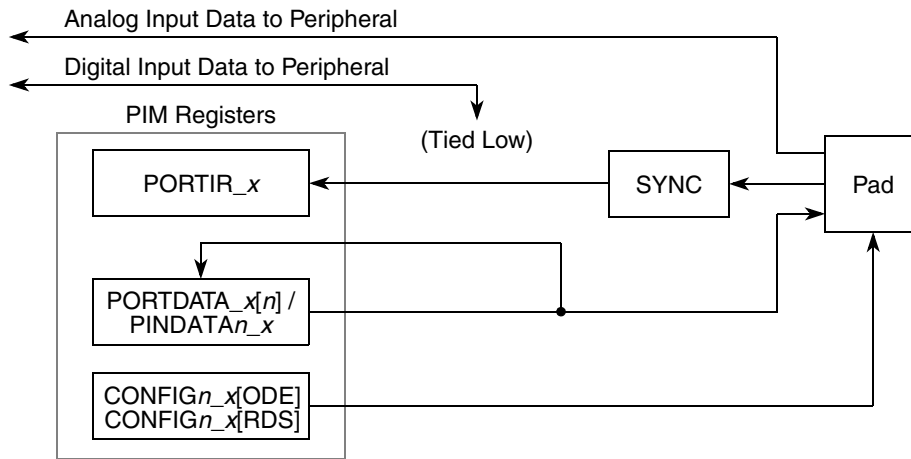 Analog Input Data to Peripheral
Digital Input Data to Peripheral
PIM Registers
(Tied Low)
PORTIR_x
SYNC
Pad
PORTDATA_x[n] /
PINDATAn_x
CONFIGn_x[ODE]
CONFIGn_x[RDS]